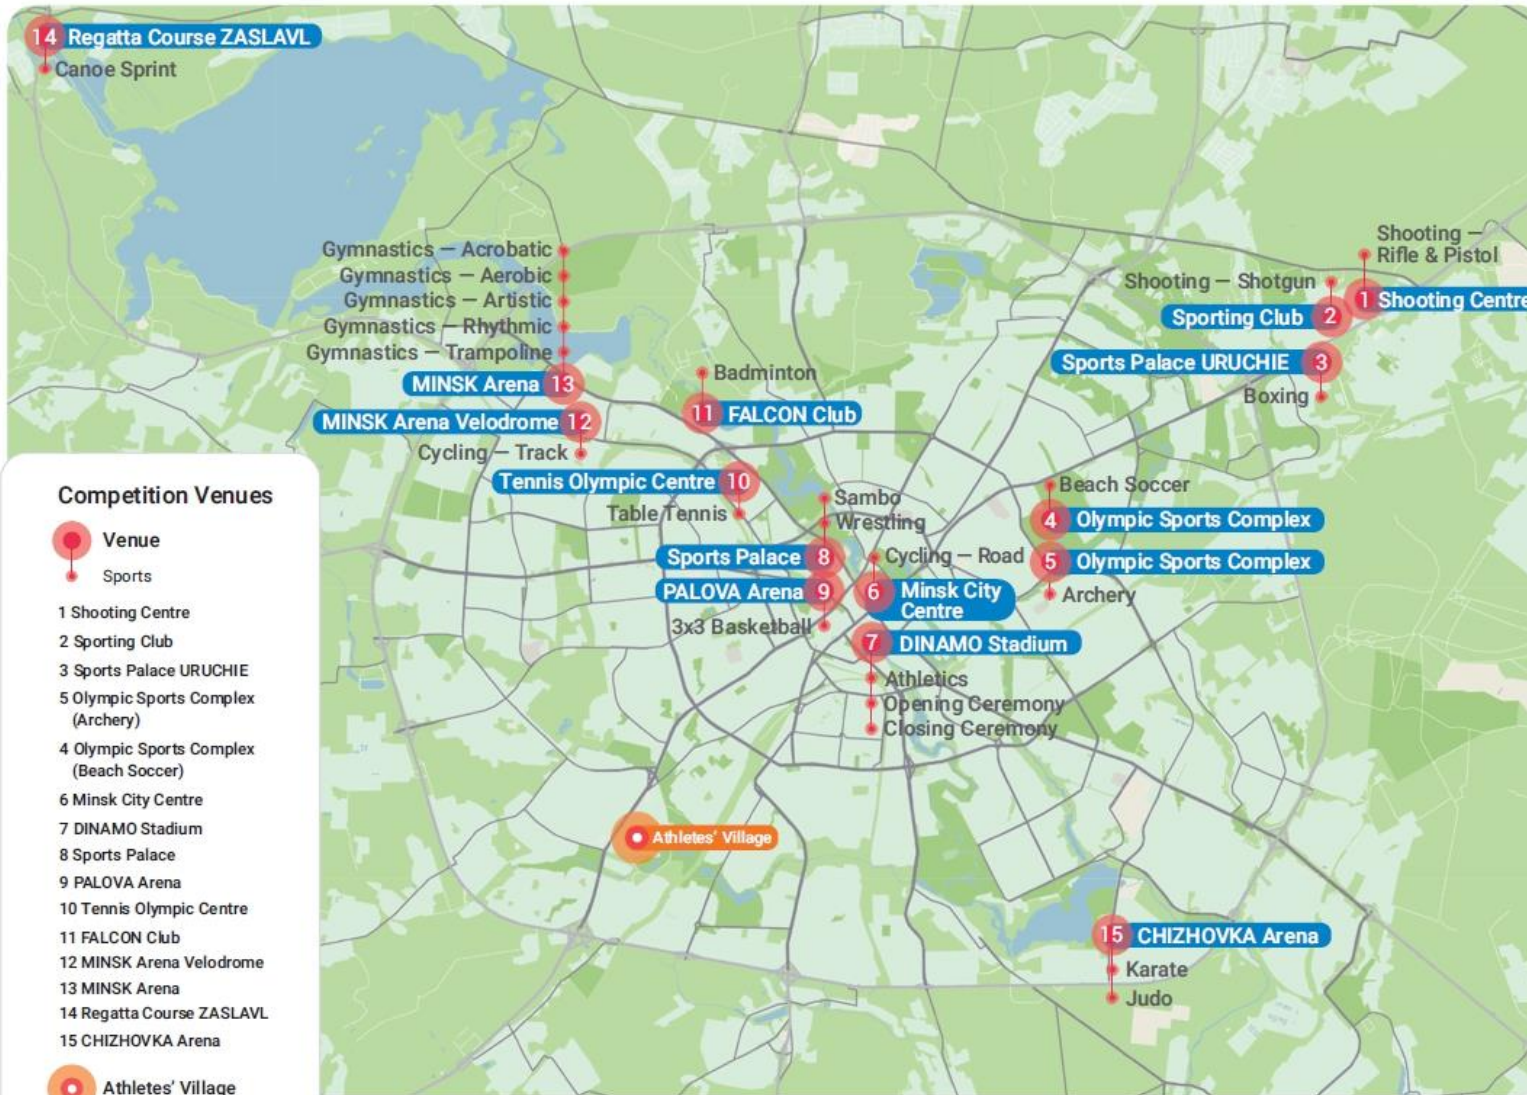 14 Regatta Course ZASLAVL
Canoe Sprint
Gymnastics — Acrobatic
Gymnastics — Aerobic
Gymnastics — Artistic
Gymnastics — Rhythmic
Gymnastics — Trampoline
MINSK Arena 13
MINSK Arena Velodrome 12
Cycling — Track
Badminton
11 FALCON Club
Tennis Olympic Centre 10
Table Tennis
Sambo
Wrestling
Sports Palace 8
PALOVA Arena 9
3x3 Basketball
Cycling — Road
6 Minsk City
Centre
7 DINAMO Stadium
Athletics
Opening Ceremony
Closing Ceremony
Shooting —
Rifle & Pistol
1 Shooting Centre
Shooting — Shotgun
Sporting Club 2
Sports Palace URUCHIE 3
Boxing
Beach Soccer
4 Olympic Sports Complex
5 Olympic Sports Complex
Archery
Athletes' Village
15 CHIZHOVKA Arena
Karate
Judo
Competition Venues
Venue
Sports
1 Shooting Centre
2 Sporting Club
3 Sports Palace URUCHIE
5 Olympic Sports Complex
(Archery)
4 Olympic Sports Complex
(Beach Soccer)
6 Minsk City Centre
7 DINAMO Stadium
8 Sports Palace
9 PALOVA Arena
10 Tennis Olympic Centre
11 FALCON Club
12 MINSK Arena Velodrome
13 MINSK Arena
14 Regatta Course ZASLAVL
15 CHIZHOVKA Arena
Athletes' Village